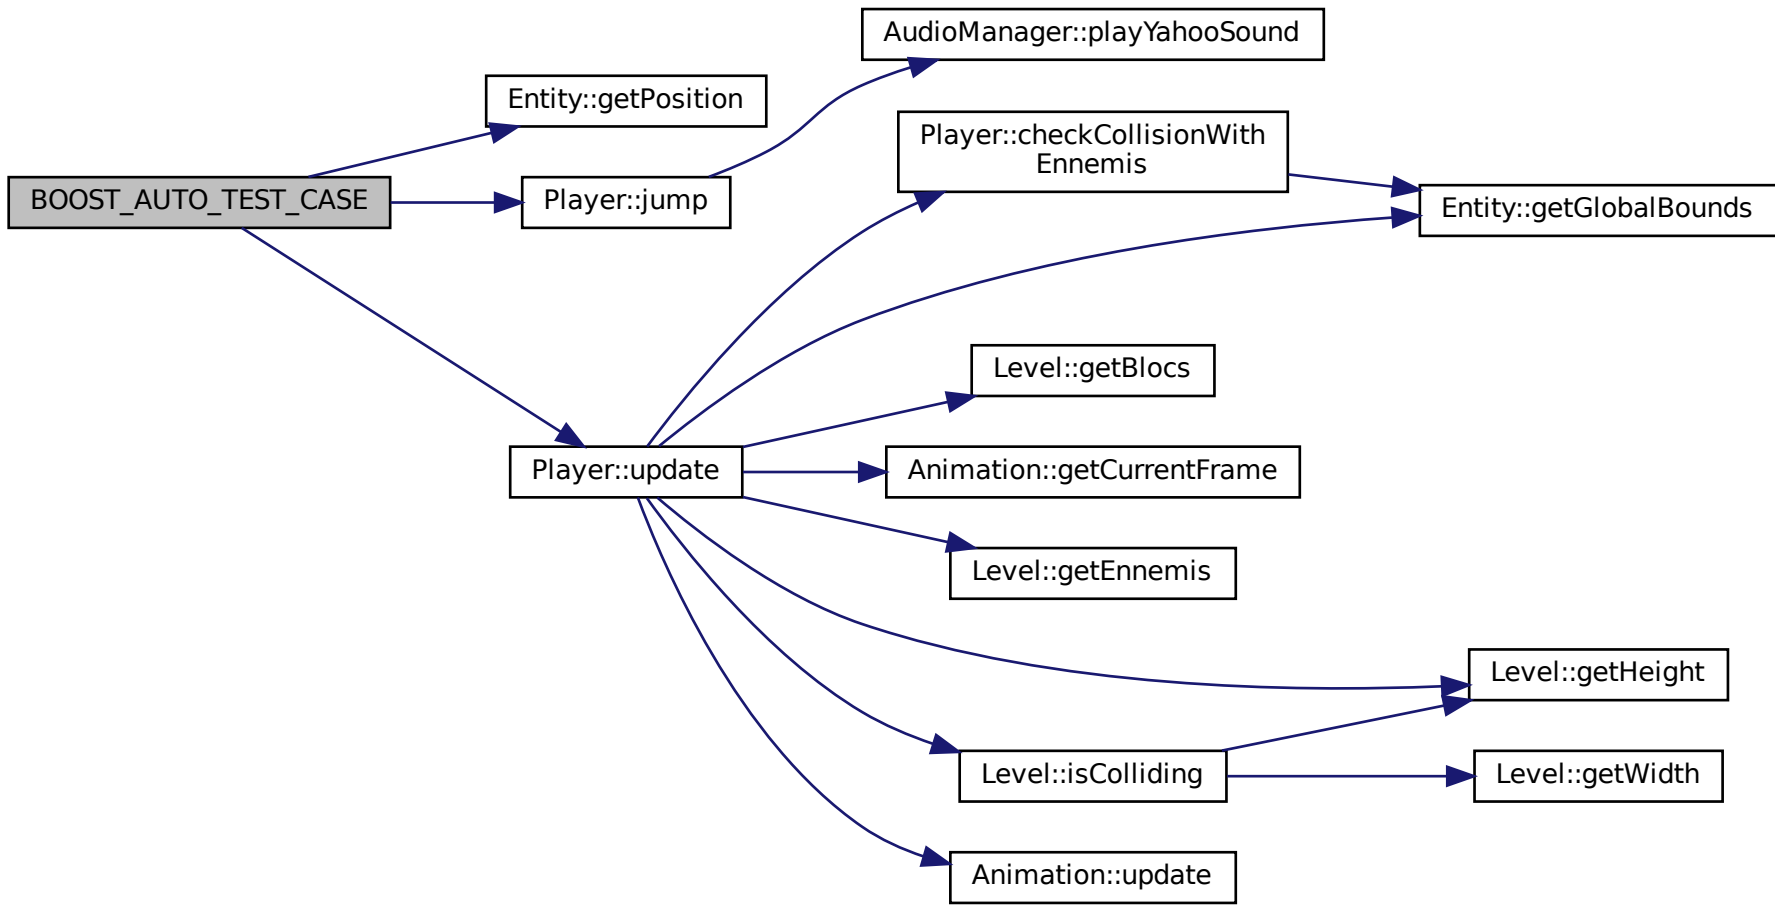 AudioManager::playYahooSound
Entity::getPosition
Player::checkCollisionWith
Ennemis
BOOST_AUTO_TEST_CASE
Player::jump
Entity::getGlobalBounds
Level::getBlocs
Player::update
Animation::getCurrentFrame
Level::getEnnemis
Level::getHeight
Level::isColliding
Level::getWidth
Animation::update